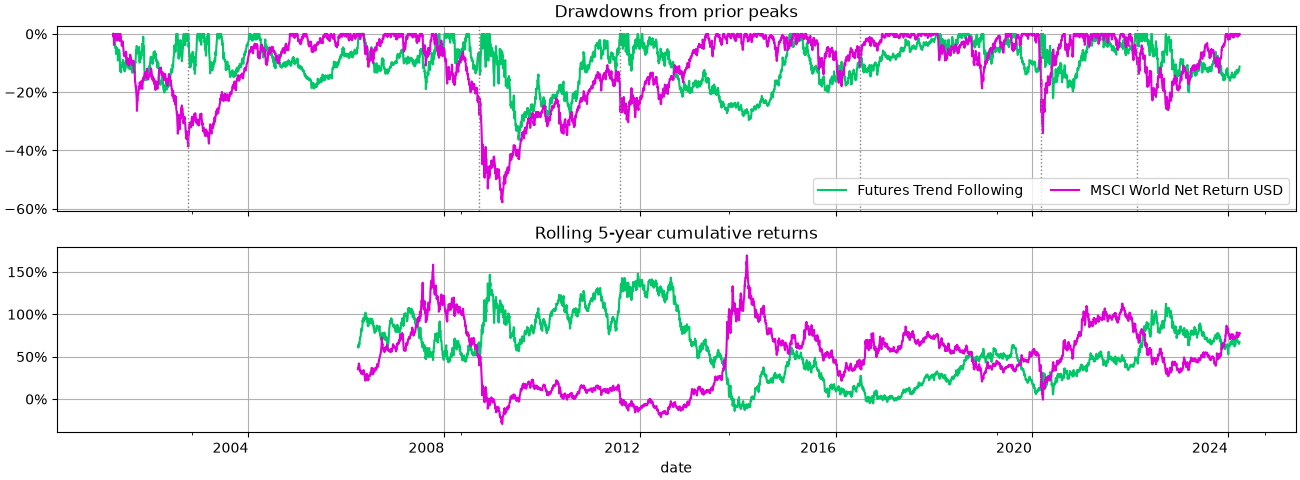 Drawdowns from prior peaks
0%
−20%
−40%
−60%
Futures Trend Following
MSCI World Net Return USD
Rolling 5-year cumulative returns
150%
100%
50%
0%
2004 2008 2012 2016 2020 2024
date